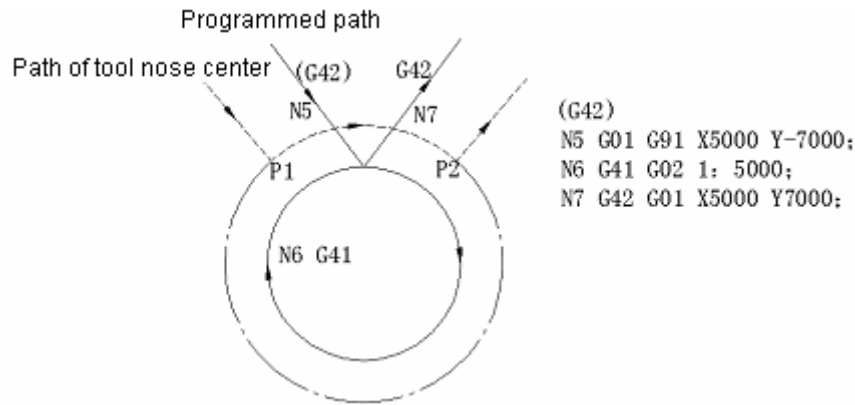 Programmed path
Path of tool nose center
(G42)
G42
N5
N7
P1
P2
N6 G41
(G42)
N5 G01 G91 X5000 Y-7000;
N6 G41 G02 1: 5000;
N7 G42 G01 X5000 Y7000;